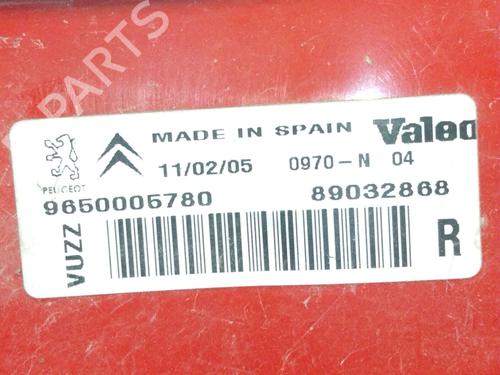 PARTS
MADE IN SPAIN
Valeo
PEUGEOT
11/02/05 0970-N 04
9650005780 89032868
VUZZ
R